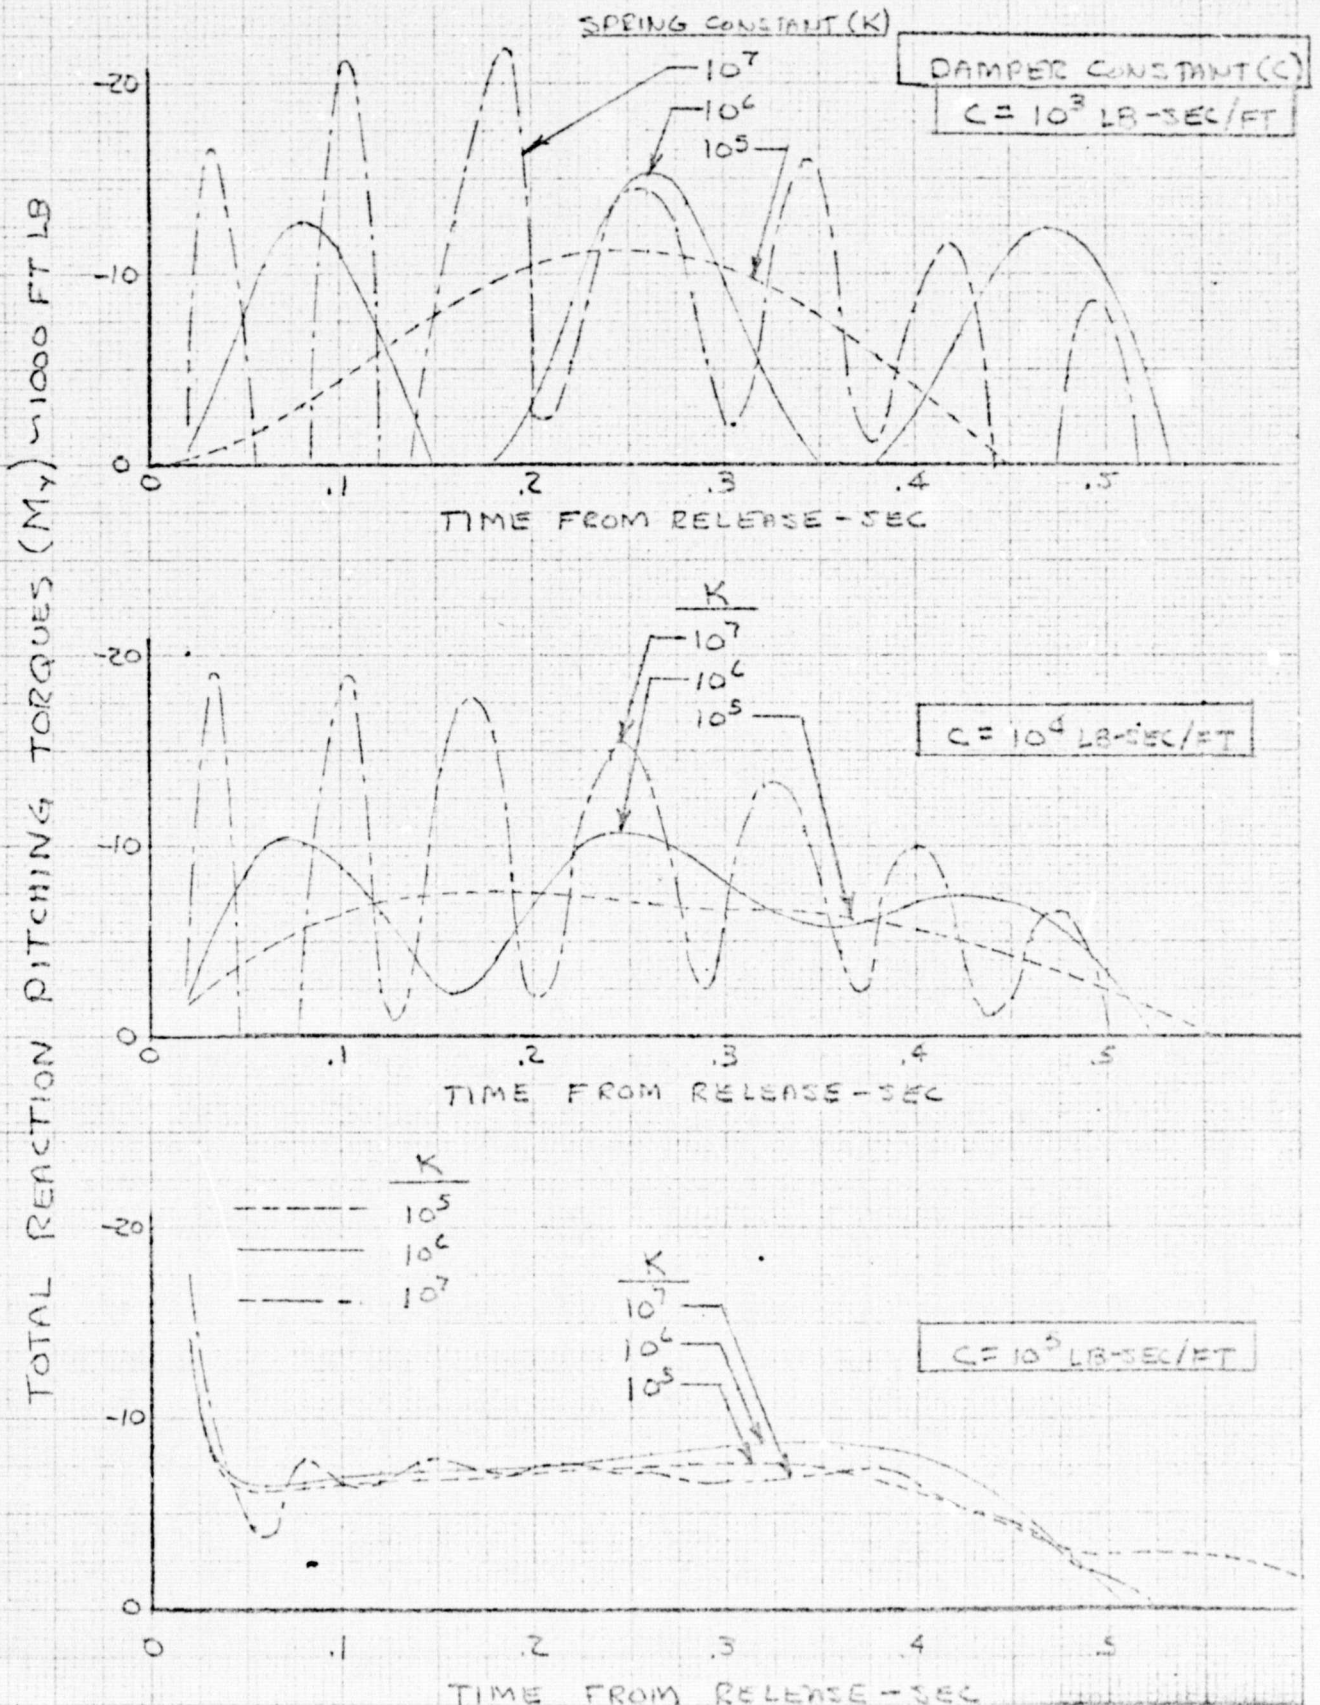 SPRING CONSTANT (K)
DAMPER CONSTANT (C)
C = 10³ LB-SEC/FT
10⁷
10⁶
10⁵
-20
-10
0
0 .1 .2 .3 .4 .5
TIME FROM RELEASE - SEC
TOTAL REACTION PITCHING TORQUES (My) ~1000 FT LB
K
10⁷
10⁶
10⁵
C = 10⁴ LB-SEC/FT
-20
-10
0
0 .1 .2 .3 .4 .5
TIME FROM RELEASE - SEC
K
10⁵
10⁶
10⁷
K
10⁷
10⁶
10⁵
C = 10⁵ LB-SEC/FT
-20
-10
0
0 .1 .2 .3 .4 .5
TIME FROM RELEASE - SEC